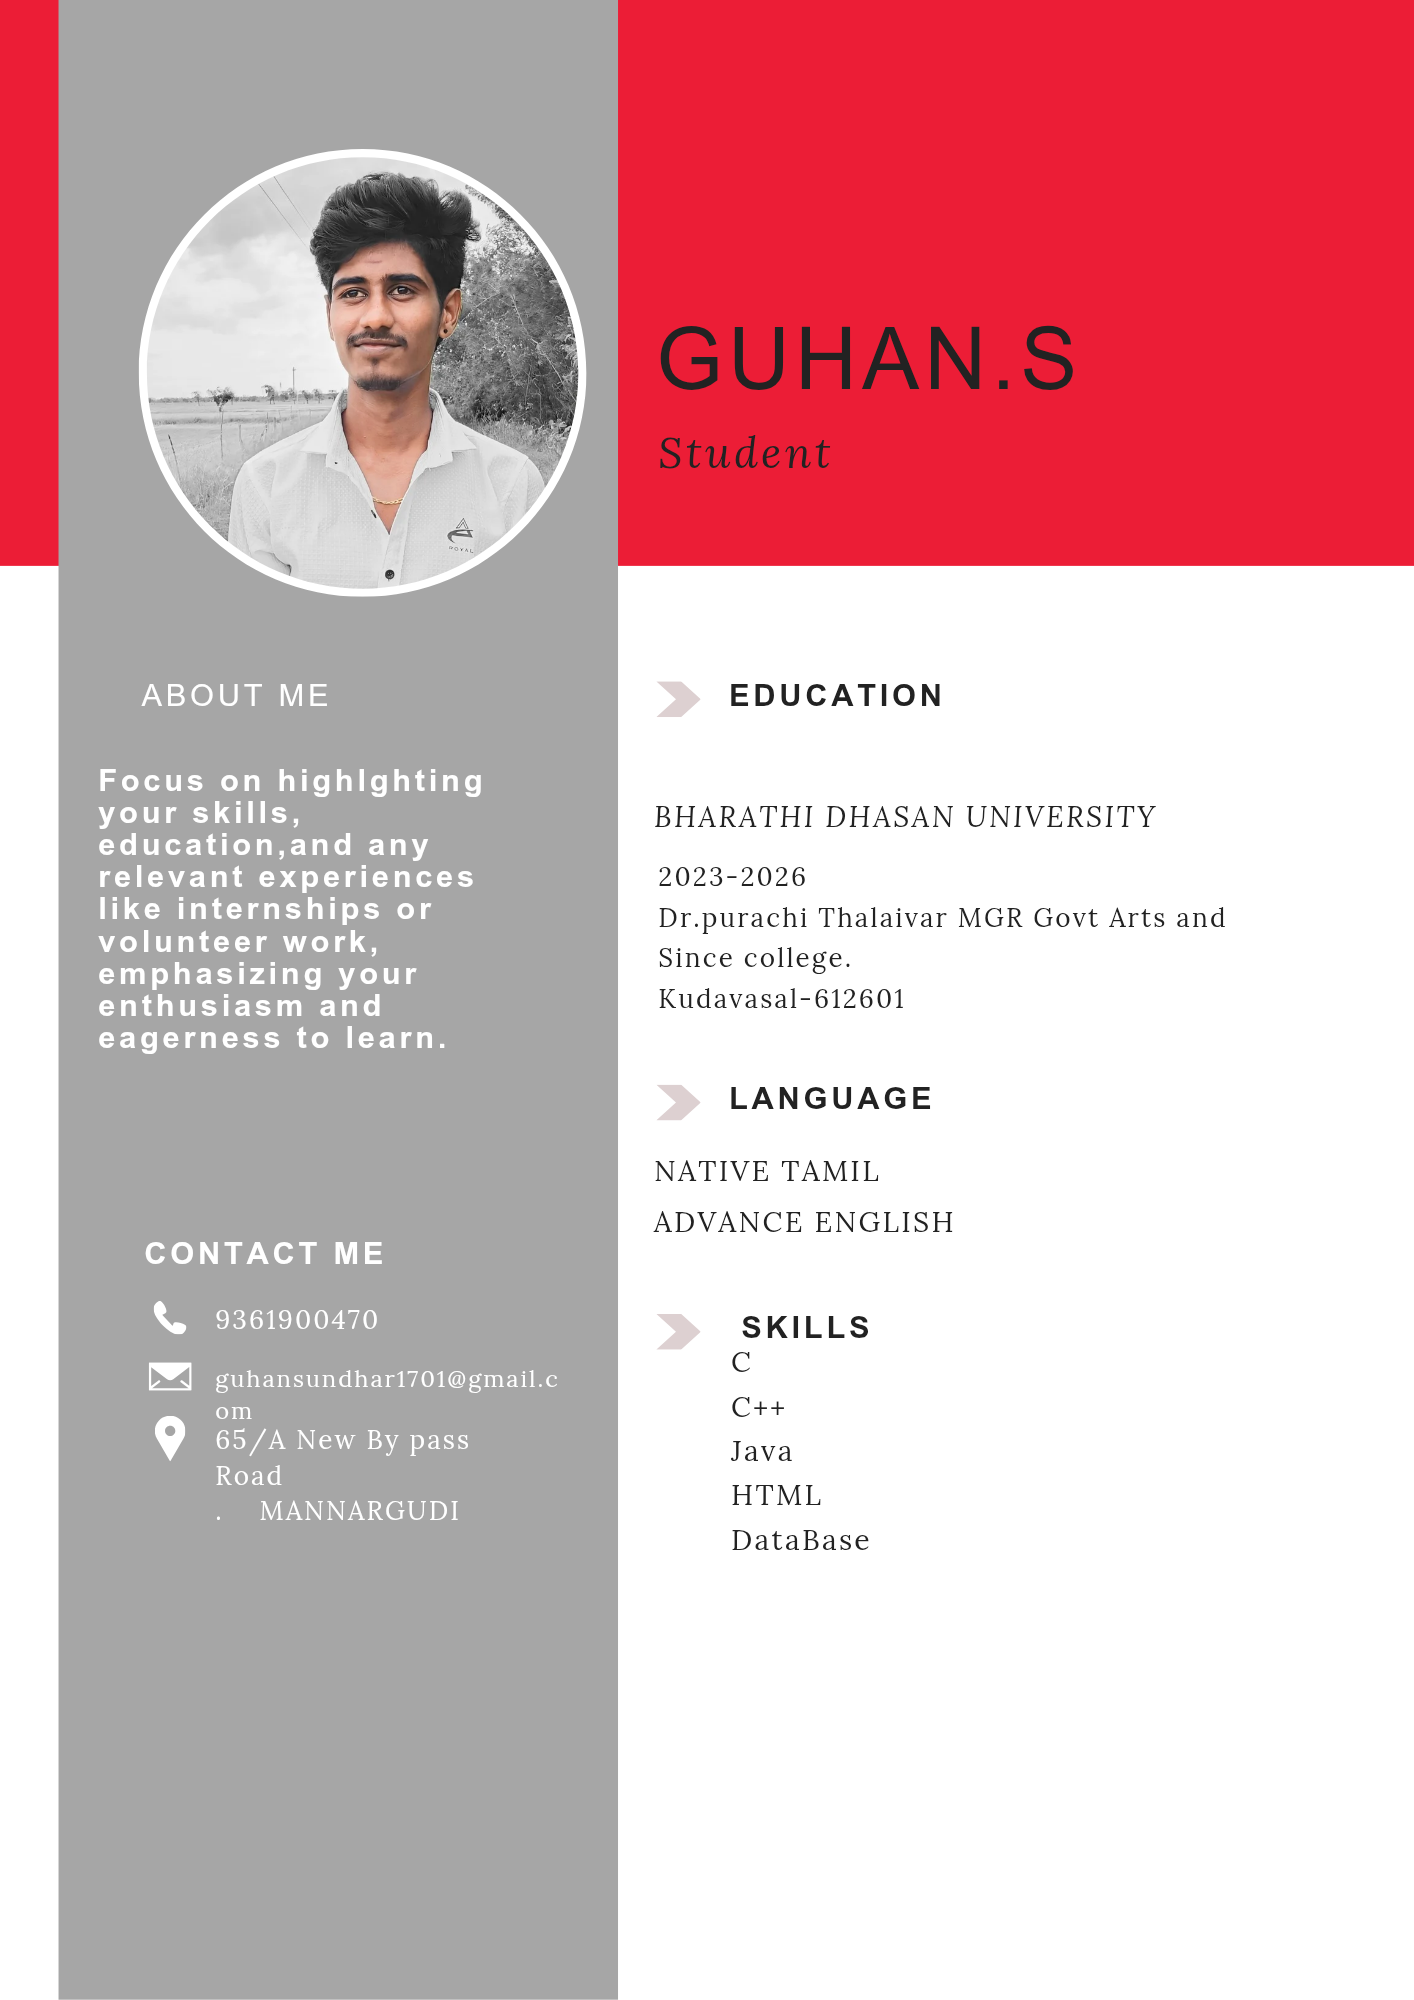 GUHAN.S
Student
ROYAL
ABOUT ME
Focus on highlghting
your skills,
education,and any
relevant experiences
like internships or
volunteer work,
emphasizing your
enthusiasm and
eagerness to learn.
CONTACT ME
9361900470
guhansundhar1701@gmail.c
om
65/A New By pass
Road
. MANNARGUDI
EDUCATION
BHARATHI DHASAN UNIVERSITY
2023-2026
Dr.purachi Thalaivar MGR Govt Arts and
Since college.
Kudavasal-612601
LANGUAGE
NATIVE TAMIL
ADVANCE ENGLISH
SKILLS
C
C++
Java
HTML
DataBase